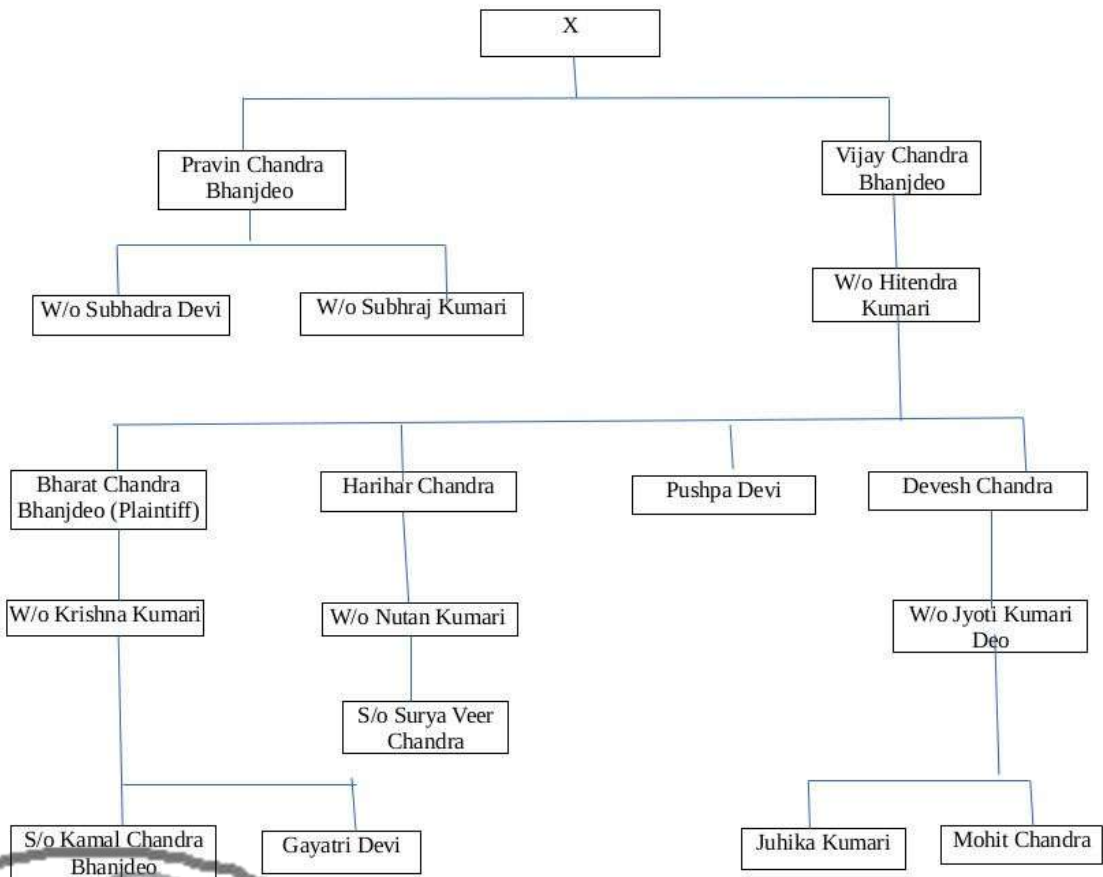 X
Pravin Chandra
Bhanjdeo
Vijay Chandra
Bhanjdeo
W/o Subhadra Devi
W/o Subhraj Kumari
W/o Hitendra
Kumari
Bharat Chandra
Bhanjdeo (Plaintiff)
Harihar Chandra
Pushpa Devi
Devesh Chandra
W/o Krishna Kumari
W/o Nutan Kumari
W/o Jyoti Kumari
Deo
S/o Surya Veer
Chandra
S/o Kamal Chandra
Bhanjdeo
Gayatri Devi
Juhika Kumari
Mohit Chandra